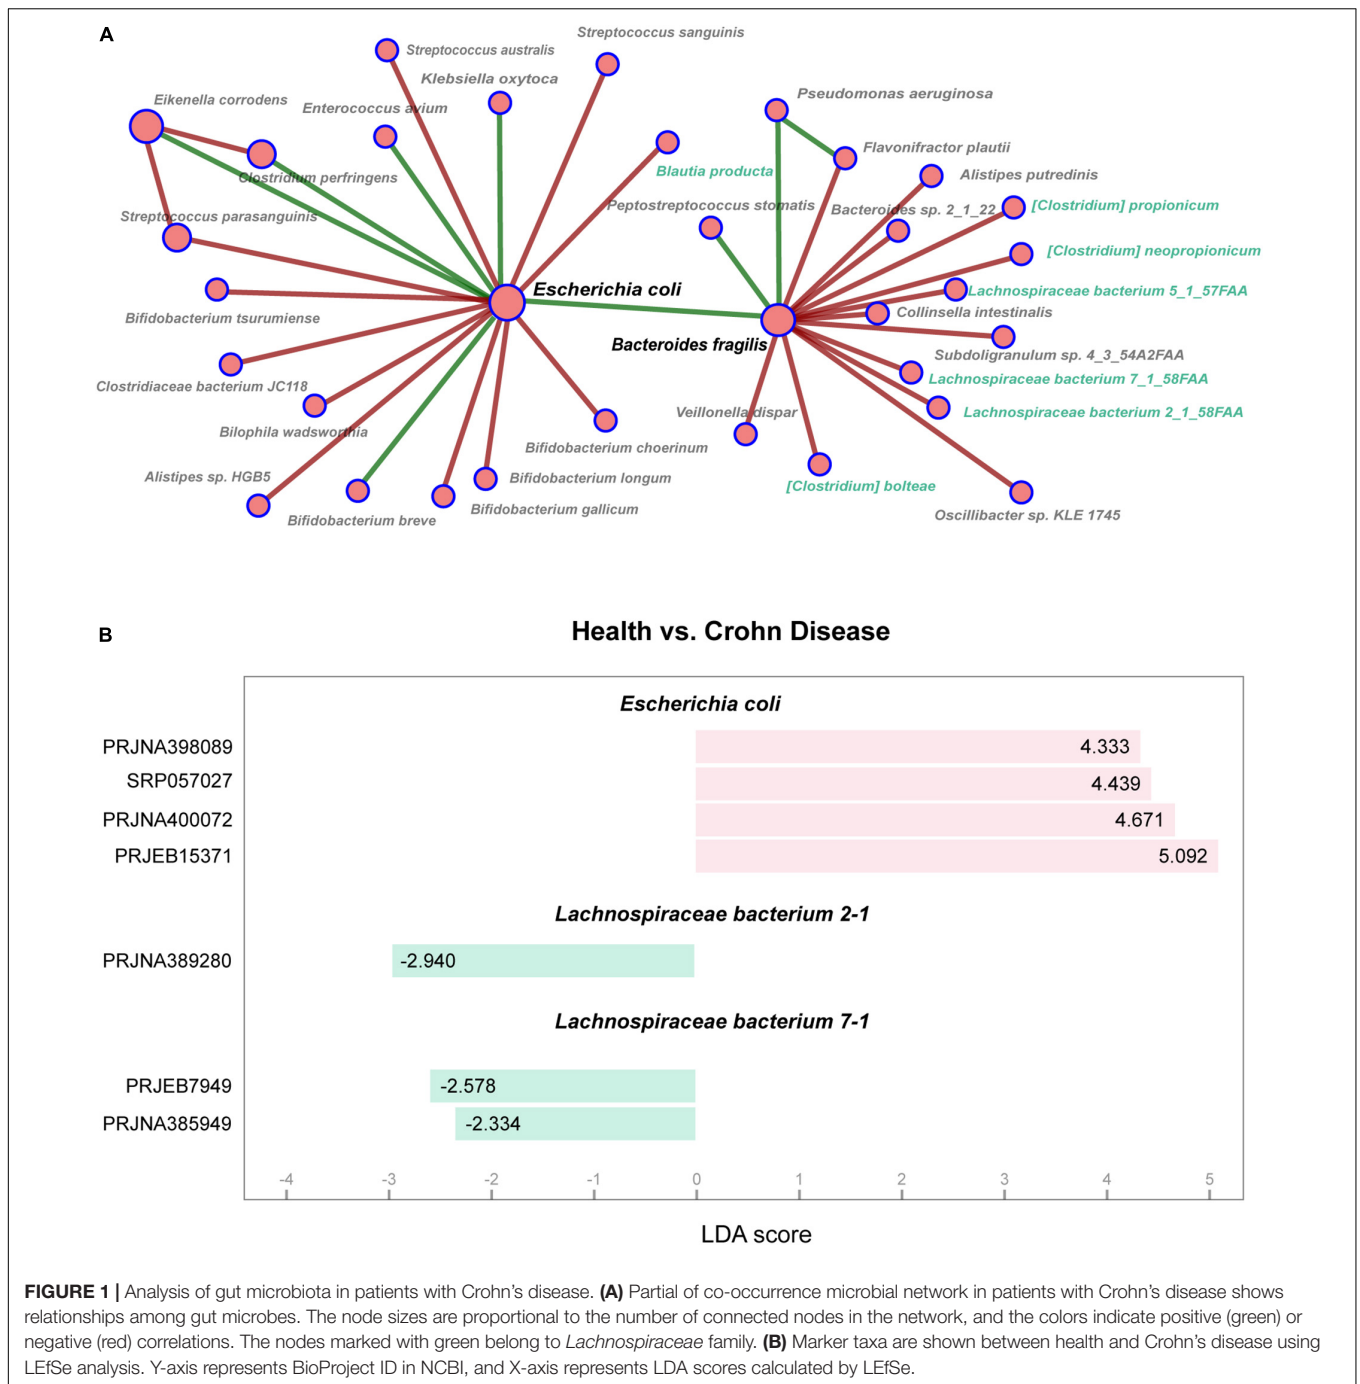 A
Streptococcus sanguinis
Streptococcus australis
Klebsiella oxytoca
Pseudomonas aeruginosa
Eikenella corrodens
Enterococcus avium
Flavonifractor plautii
Blautia producta
Alistipes putredinis
Clostridium perfringens
Peptostreptococcus stomatis
Bacteroides sp. 2_1_22
[Clostridium] propionicum
Streptococcus parasanguinis
[Clostridium] neopropionicum
Escherichia coli
Lachnospiraceae bacterium 5_1_57FAA
Collinsella intestinalis
Bifidobacterium tsurumiense
Bacteroides fragilis
Subdoligranulum sp. 4_3_54A2FAA
Lachnospiraceae bacterium 7_1_58FAA
Clostridiaceae bacterium JC118
Veillonella dispar
Lachnospiraceae bacterium 2_1_58FAA
Bilophila wadsworthia
Bifidobacterium choerinum
Alistipes sp. HGB5
Bifidobacterium longum
[Clostridium] bolteae
Bifidobacterium gallicum
Oscillibacter sp. KLE 1745
Bifidobacterium breve
B
Health vs. Crohn Disease
Escherichia coli
PRJNA398089 4.333
SRP057027 4.439
PRJNA400072 4.671
PRJEB15371 5.092
Lachnospiraceae bacterium 2-1
PRJNA389280 -2.940
Lachnospiraceae bacterium 7-1
PRJEB7949 -2.578
PRJNA385949 -2.334
-4 -3 -2 -1 0 1 2 3 4 5
LDA score
FIGURE 1 | Analysis of gut microbiota in patients with Crohn's disease. (A) Partial of co-occurrence microbial network in patients with Crohn's disease shows
relationships among gut microbes. The node sizes are proportional to the number of connected nodes in the network, and the colors indicate positive (green) or
negative (red) correlations. The nodes marked with green belong to Lachnospiraceae family. (B) Marker taxa are shown between health and Crohn's disease using
LEfSe analysis. Y-axis represents BioProject ID in NCBI, and X-axis represents LDA scores calculated by LEfSe.